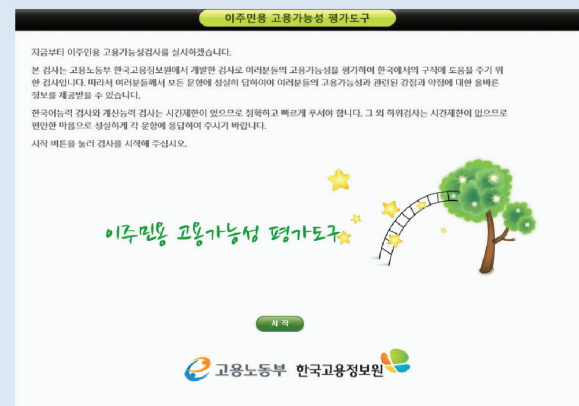 이주민용 고용가능성 평가도구
지금부터 이주민용 고용가능성검사를 실시하겠습니다.
본 검사는 고용노동부 한국고용정보원에서 개발한 검사로 여러분들의 고용가능성을 평가하여 한국에서의 구직에 도움을 주기 위
한 검사입니다. 따라서 여러분들께서 모든 문항에 성실히 답하여야 여러분들의 고용가능성과 관련된 강점과 약점에 대한 올바른
정보를 제공받을 수 있습니다.
한국어능력 검사와 계산능력 검사는 시간제한이 있으므로 정확하고 빠르게 푸셔야 합니다. 그 외 하위검사는 시간제한이 없으므로
편안한 마음으로 성실하게 각 문항에 응답하여 주시기 바랍니다.
시작 버튼을 눌러 검사를 시작해 주십시오.
이주민용 고용가능성 평가도구
시 작
고용노동부 한국고용정보원